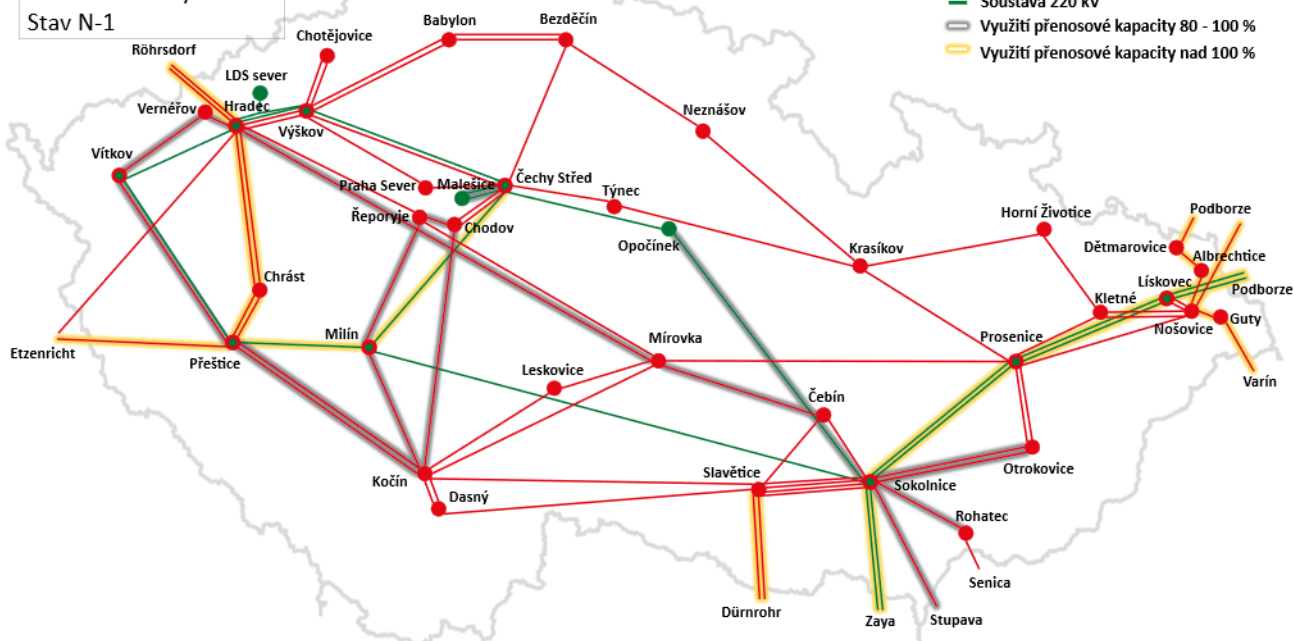 Stav N-1
Soustava 220 kV
Využití přenosové kapacity 80 - 100 %
Využití přenosové kapacity nad 100 %
Babylon
Bezděčín
Chotějovice
Röhrsdorf
LDS sever
Vernéřov
Hradec
Výškov
Neznášov
Vítkov
Praha Sever
Malešice
Čechy Střed
Týnec
Řeporyje
Chodov
Opočínek
Krasíkov
Horní Životice
Podborze
Dětmarovice
Albrechtice
Lískovec
Podborze
Kletné
Nošovice
Guty
Varín
Chrást
Milín
Etzenricht
Přeštice
Mírovka
Prosenice
Leskovice
Čebín
Otrokovice
Kočín
Dasný
Slavětice
Sokolnice
Rohatec
Senica
Dürnrohr
Zaya
Stupava